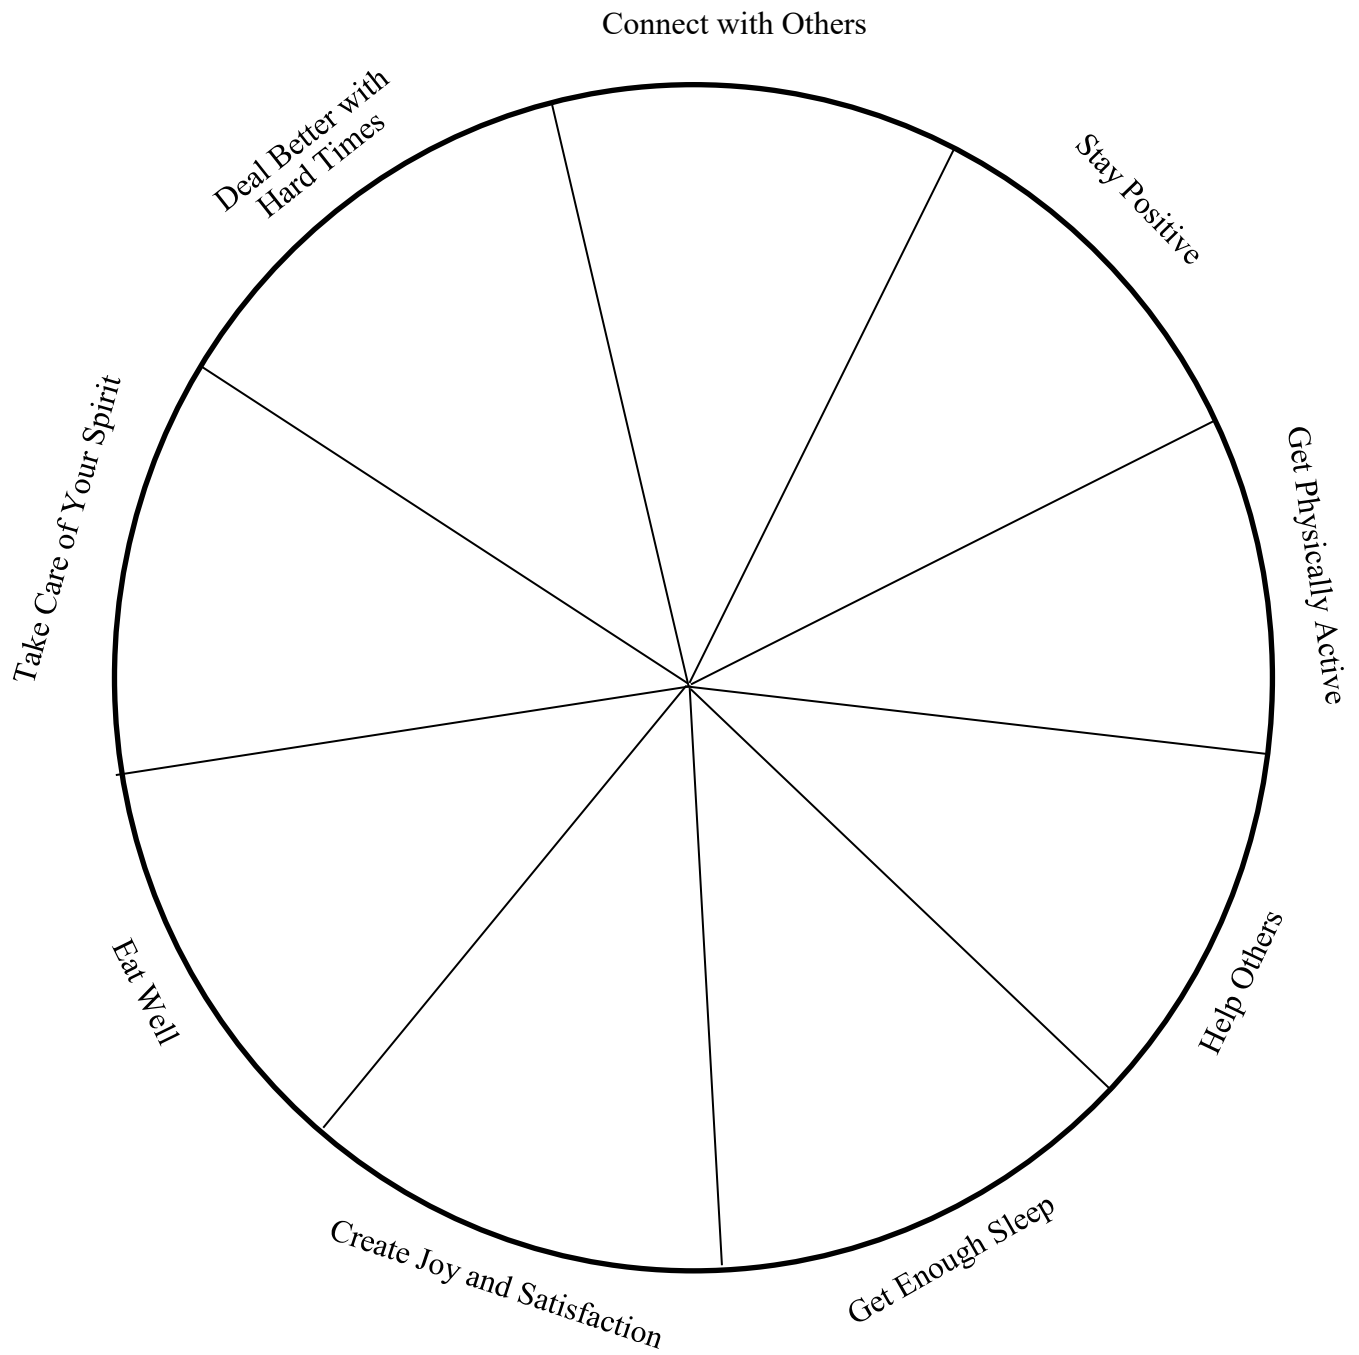 Connect with Others
Stay Positive
Get Physically Active
Help Others
Get Enough Sleep
Create Joy and Satisfaction
Eat Well
Take Care of Your Spirit
Deal Better with
Hard Times